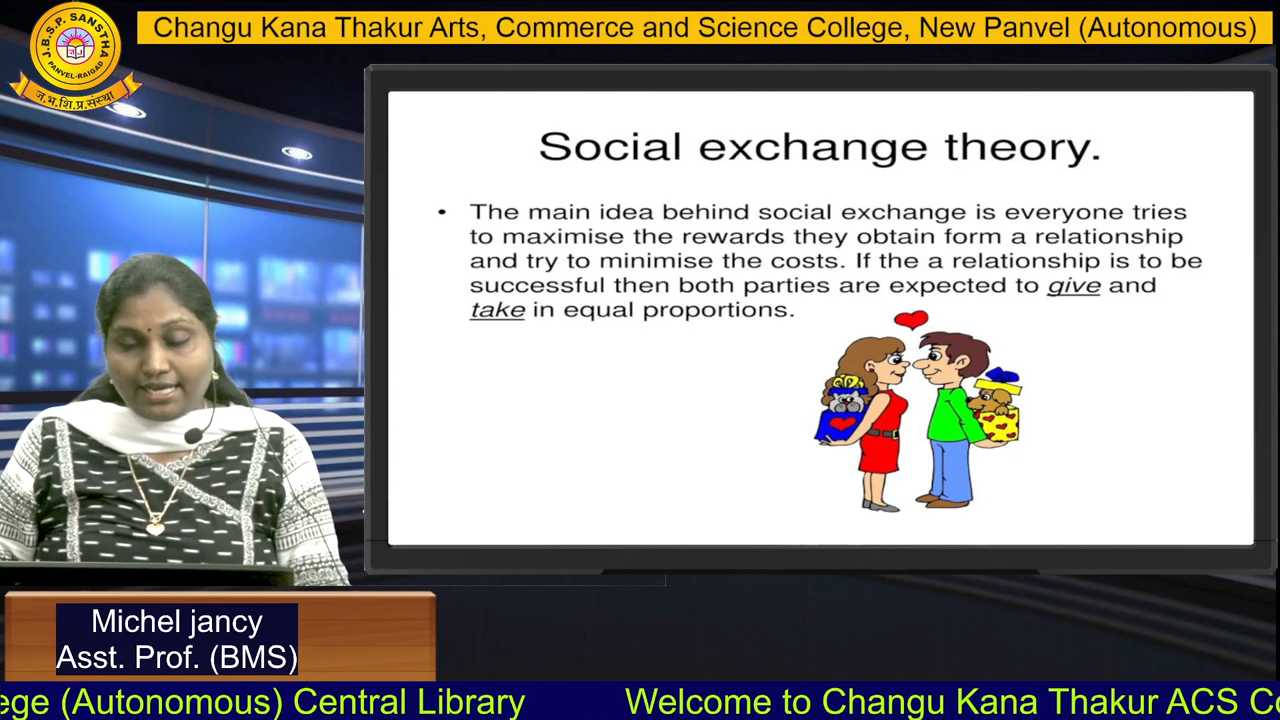 Changu Kana Thakur Arts, Commerce and Science College, New Panvel (Autonomous)
J.B.S.P. SANSTHA
PANVEL-RAIGAD
ज.भ.शि.प्र.संस्था
Social exchange theory.
• The main idea behind social exchange is everyone tries
to maximise the rewards they obtain form a relationship
and try to minimise the costs. If the a relationship is to be
successful then both parties are expected to give and
take in equal proportions.
Michel jancy
Asst. Prof. (BMS)
ege (Autonomous) Central Library Welcome to Changu Kana Thakur ACS Co